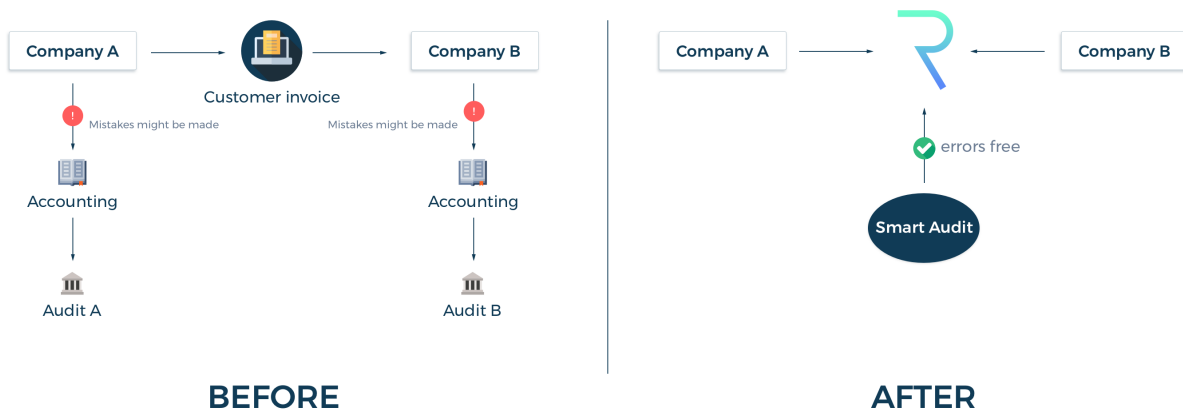 Company A
Customer invoice
Company B
!
Mistakes might be made
Mistakes might be made
!
Accounting
Accounting
Audit A
Audit B
BEFORE
Company A
R
Company B
errors free
Smart Audit
AFTER